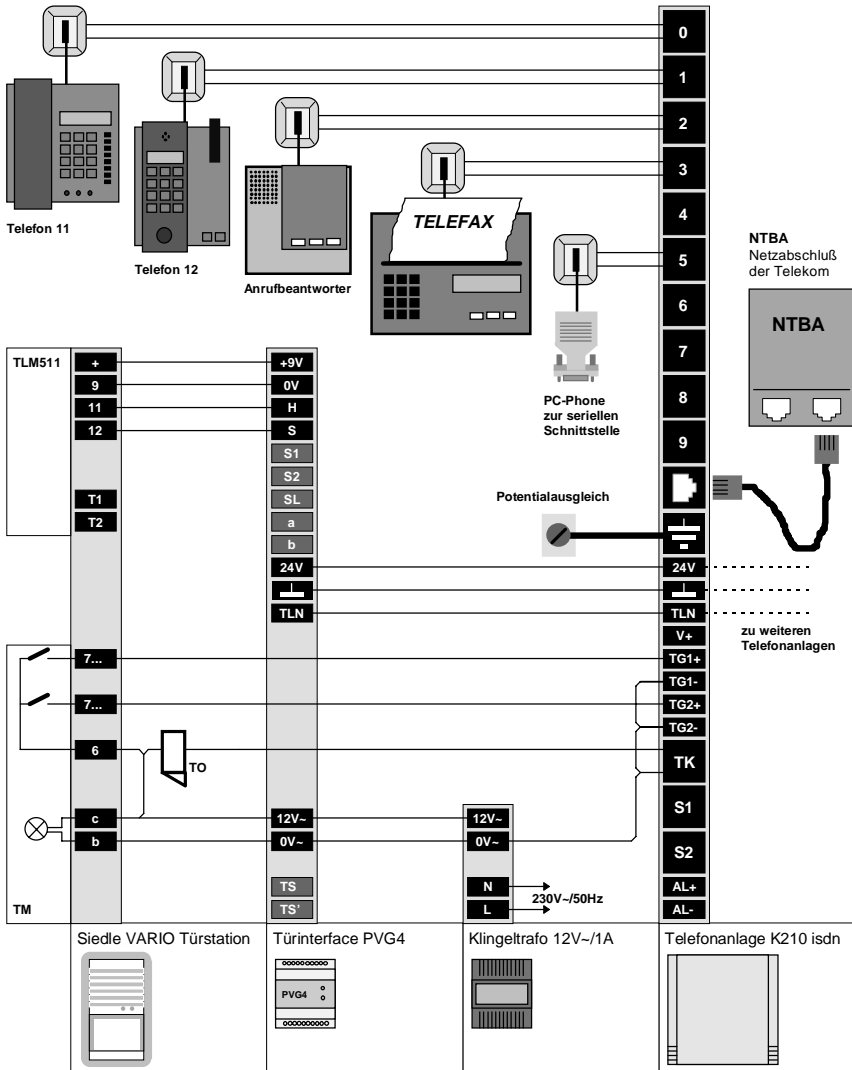 0
1
2
3
4
5
6
7
8
9
24V
TLN
V+
TG1+
TG1-
TG2+
TG2-
TK
S1
S2
AL+
AL-
Telefon 11
Telefon 12
Anrufbeantworter
TELEFAX
PC-Phone
zur seriellen
Schnittstelle
NTBA
Netzabschluß
der Telekom
NTBA
Potentialausgleich
zu weiteren
Telefonanlagen
TLM511
+
9
11
12
T1
T2
7...
7...
6
c
b
TM
TO
+9V
0V
H
S
S1
S2
SL
a
b
24V
TLN
12V~
0V~
TS
TS'
12V~
0V~
N
L
230V~/50Hz
Siedle VARIO Türstation
Türinterface PVG4
PVG4
Klingeltrafo 12V~/1A
Telefonanlage K210 isdn